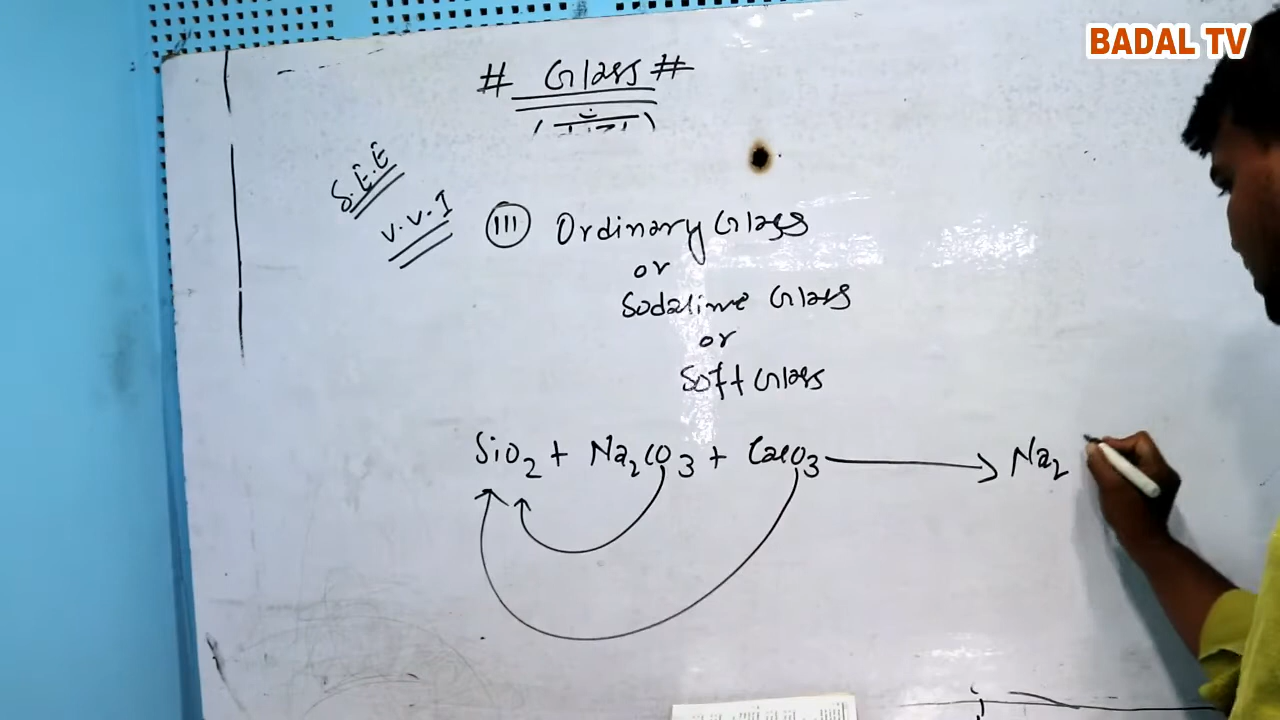 BADAL TV
# Glass #
S.E.E
V.V.I
III Ordinary Glass
or
Sodalime Glass
or
Soft Glass
SiO2 + Na2CO3 + CaCO3 → Na2